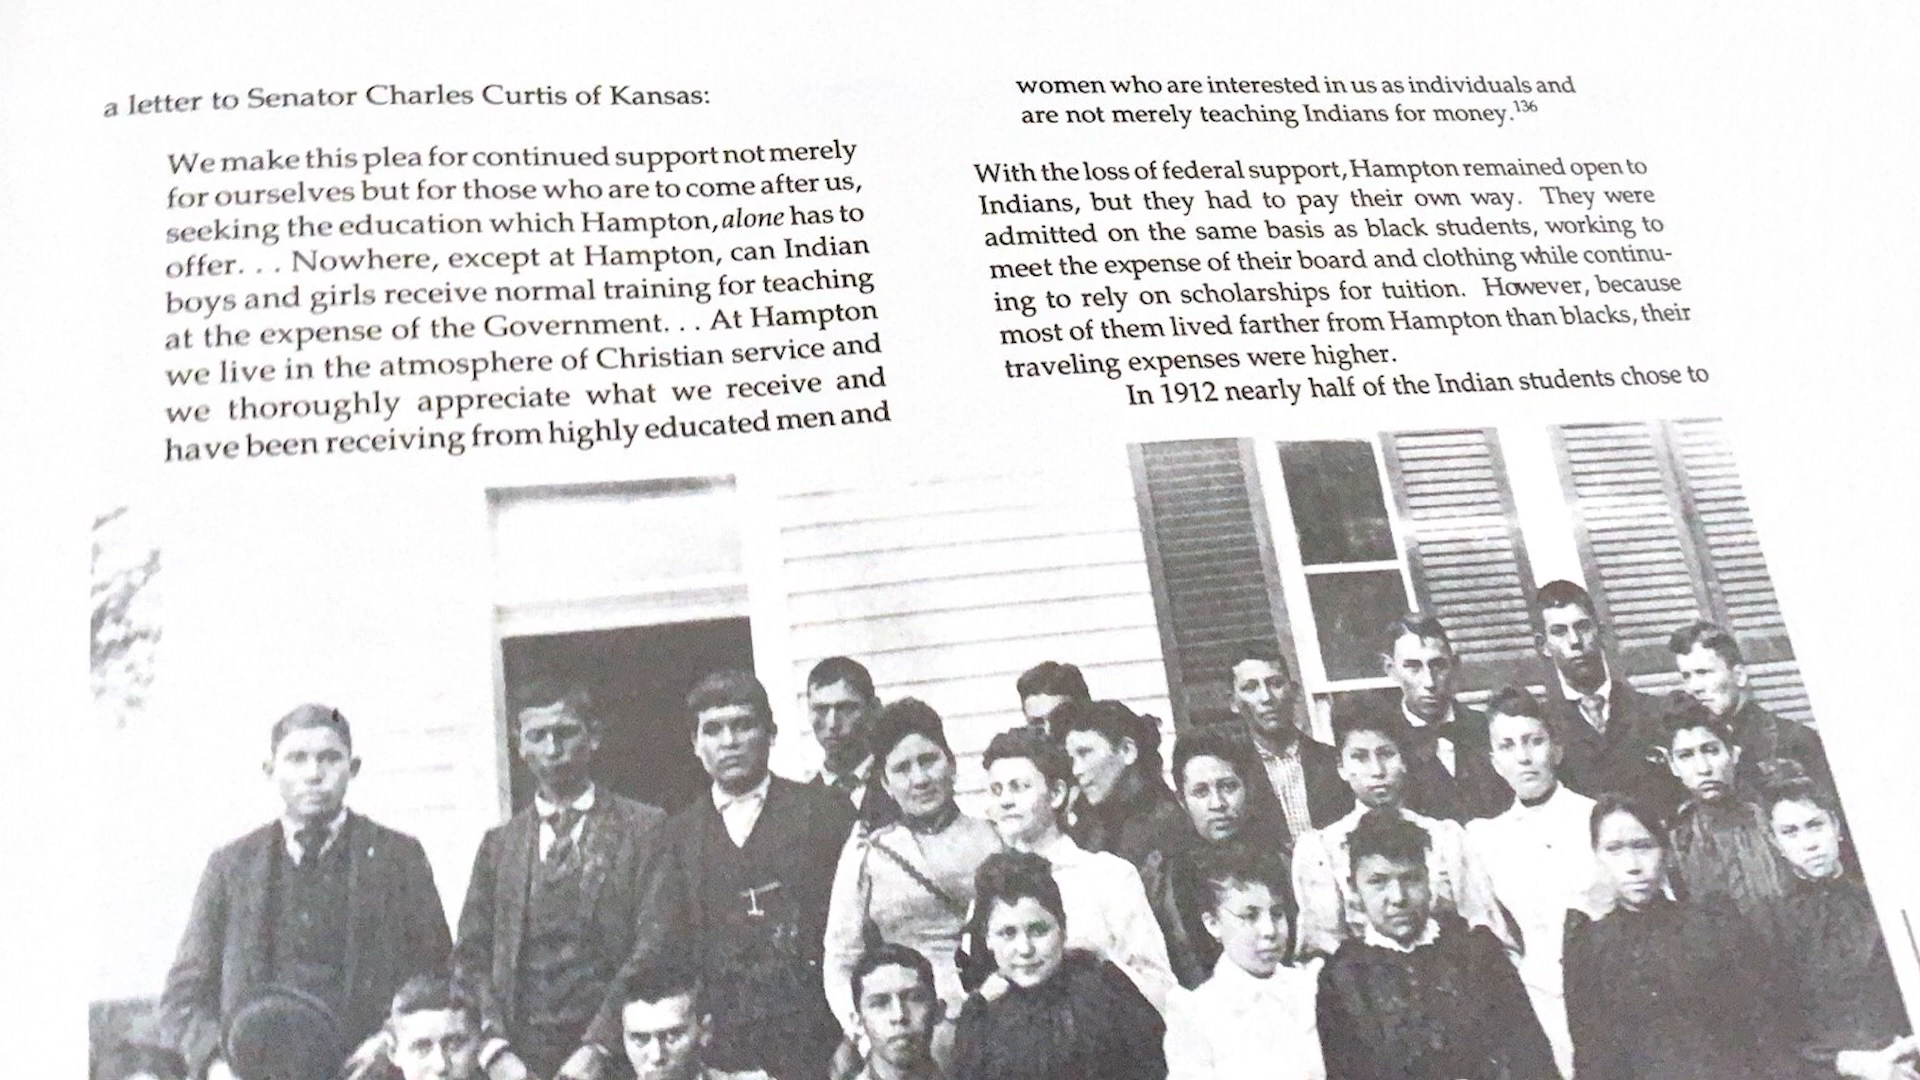 a letter to Senator Charles Curtis of Kansas:
We make this plea for continued support not merely
for ourselves but for those who are to come after us,
seeking the education which Hampton, alone has to
offer. . . Nowhere, except at Hampton, can Indian
boys and girls receive normal training for teaching
at the expense of the Government. . . At Hampton
we live in the atmosphere of Christian service and
we thoroughly appreciate what we receive and
have been receiving from highly educated men and
women who are interested in us as individuals and
are not merely teaching Indians for money.136
With the loss of federal support, Hampton remained open to
Indians, but they had to pay their own way. They were
admitted on the same basis as black students, working to
meet the expense of their board and clothing while continu-
ing to rely on scholarships for tuition. However, because
most of them lived farther from Hampton than blacks, their
traveling expenses were higher.
In 1912 nearly half of the Indian students chose to